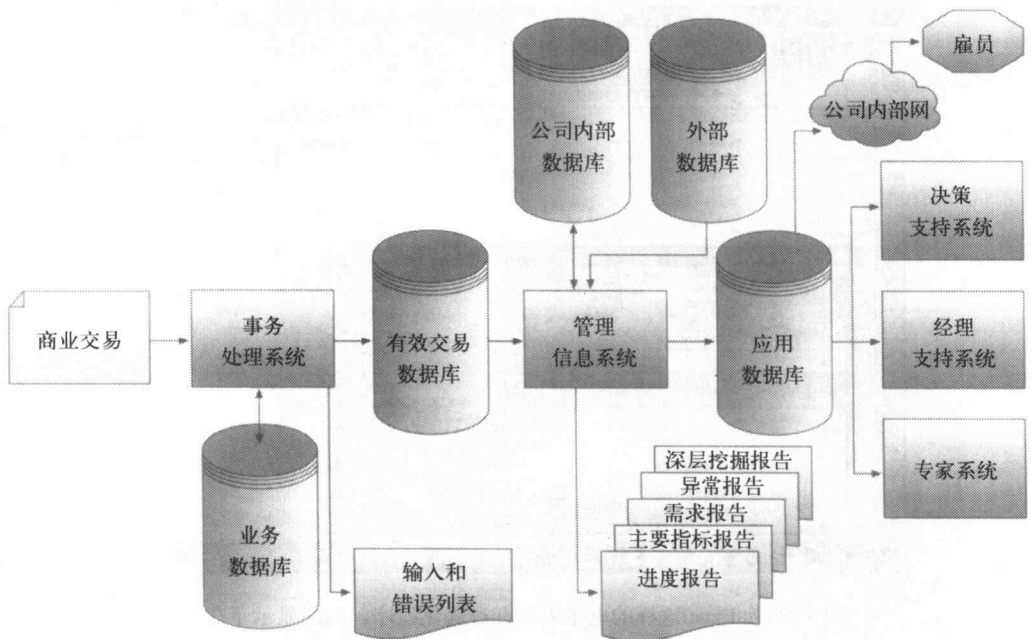 雇员
公司内部网
公司内部
数据库
外部
数据库
决策
支持系统
商业交易
事务
处理系统
有效交易
数据库
管理
信息系统
应用
数据库
经理
支持系统
专家系统
业务
数据库
输入和
错误列表
深层挖掘报告
异常报告
需求报告
主要指标报告
进度报告